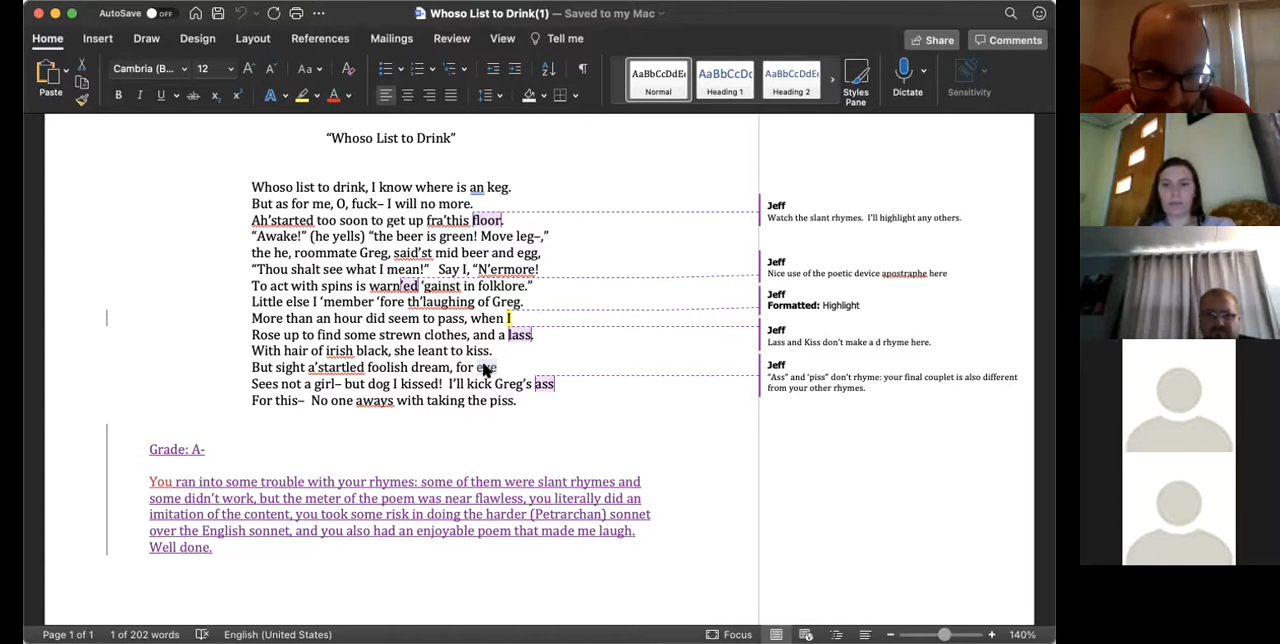 AutoSave OFF Whoso List to Drink(1) — Saved to my Mac
Home Insert Draw Design Layout References Mailings Review View Tell me Share Comments
Paste Cambria (B... 12 A A Aa A AaBbCcDdEe AaBbCcDc AaBbCcDdEe
B I U ab x x A A Normal Heading 1 Heading 2 Styles Pane Dictate Sensitivity
“Whoso List to Drink”
Whoso list to drink, I know where is an keg.
But as for me, O, fuck– I will no more.
Ah’started too soon to get up fra’this floor.
“Awake!” (he yells) “the beer is green! Move leg–,”
the he, roommate Greg, said’st mid beer and egg,
“Thou shalt see what I mean!” Say I, “N’ermore!
To act with spins is warn’ed ‘gainst in folklore.”
Little else I ‘member ‘fore th’laughing of Greg.
More than an hour did seem to pass, when I
Rose up to find some strewn clothes, and a lass.
With hair of irish black, she leant to kiss.
But sight a’startled foolish dream, for eye
Sees not a girl– but dog I kissed! I’ll kick Greg’s ass
For this– No one aways with taking the piss.
Grade: A-
You ran into some trouble with your rhymes: some of them were slant rhymes and
some didn’t work, but the meter of the poem was near flawless, you literally did an
imitation of the content, you took some risk in doing the harder (Petrarchan) sonnet
over the English sonnet, and you also had an enjoyable poem that made me laugh.
Well done.
Jeff
Watch the slant rhymes. I’ll highlight any others.
Jeff
Nice use of the poetic device apostraphe here
Jeff
Formatted: Highlight
Jeff
Lass and Kiss don’t make a d rhyme here.
Jeff
“Ass” and ‘piss” don’t rhyme: your final couplet is also different
from your other rhymes.
Page 1 of 1 1 of 202 words English (United States) Focus 140%